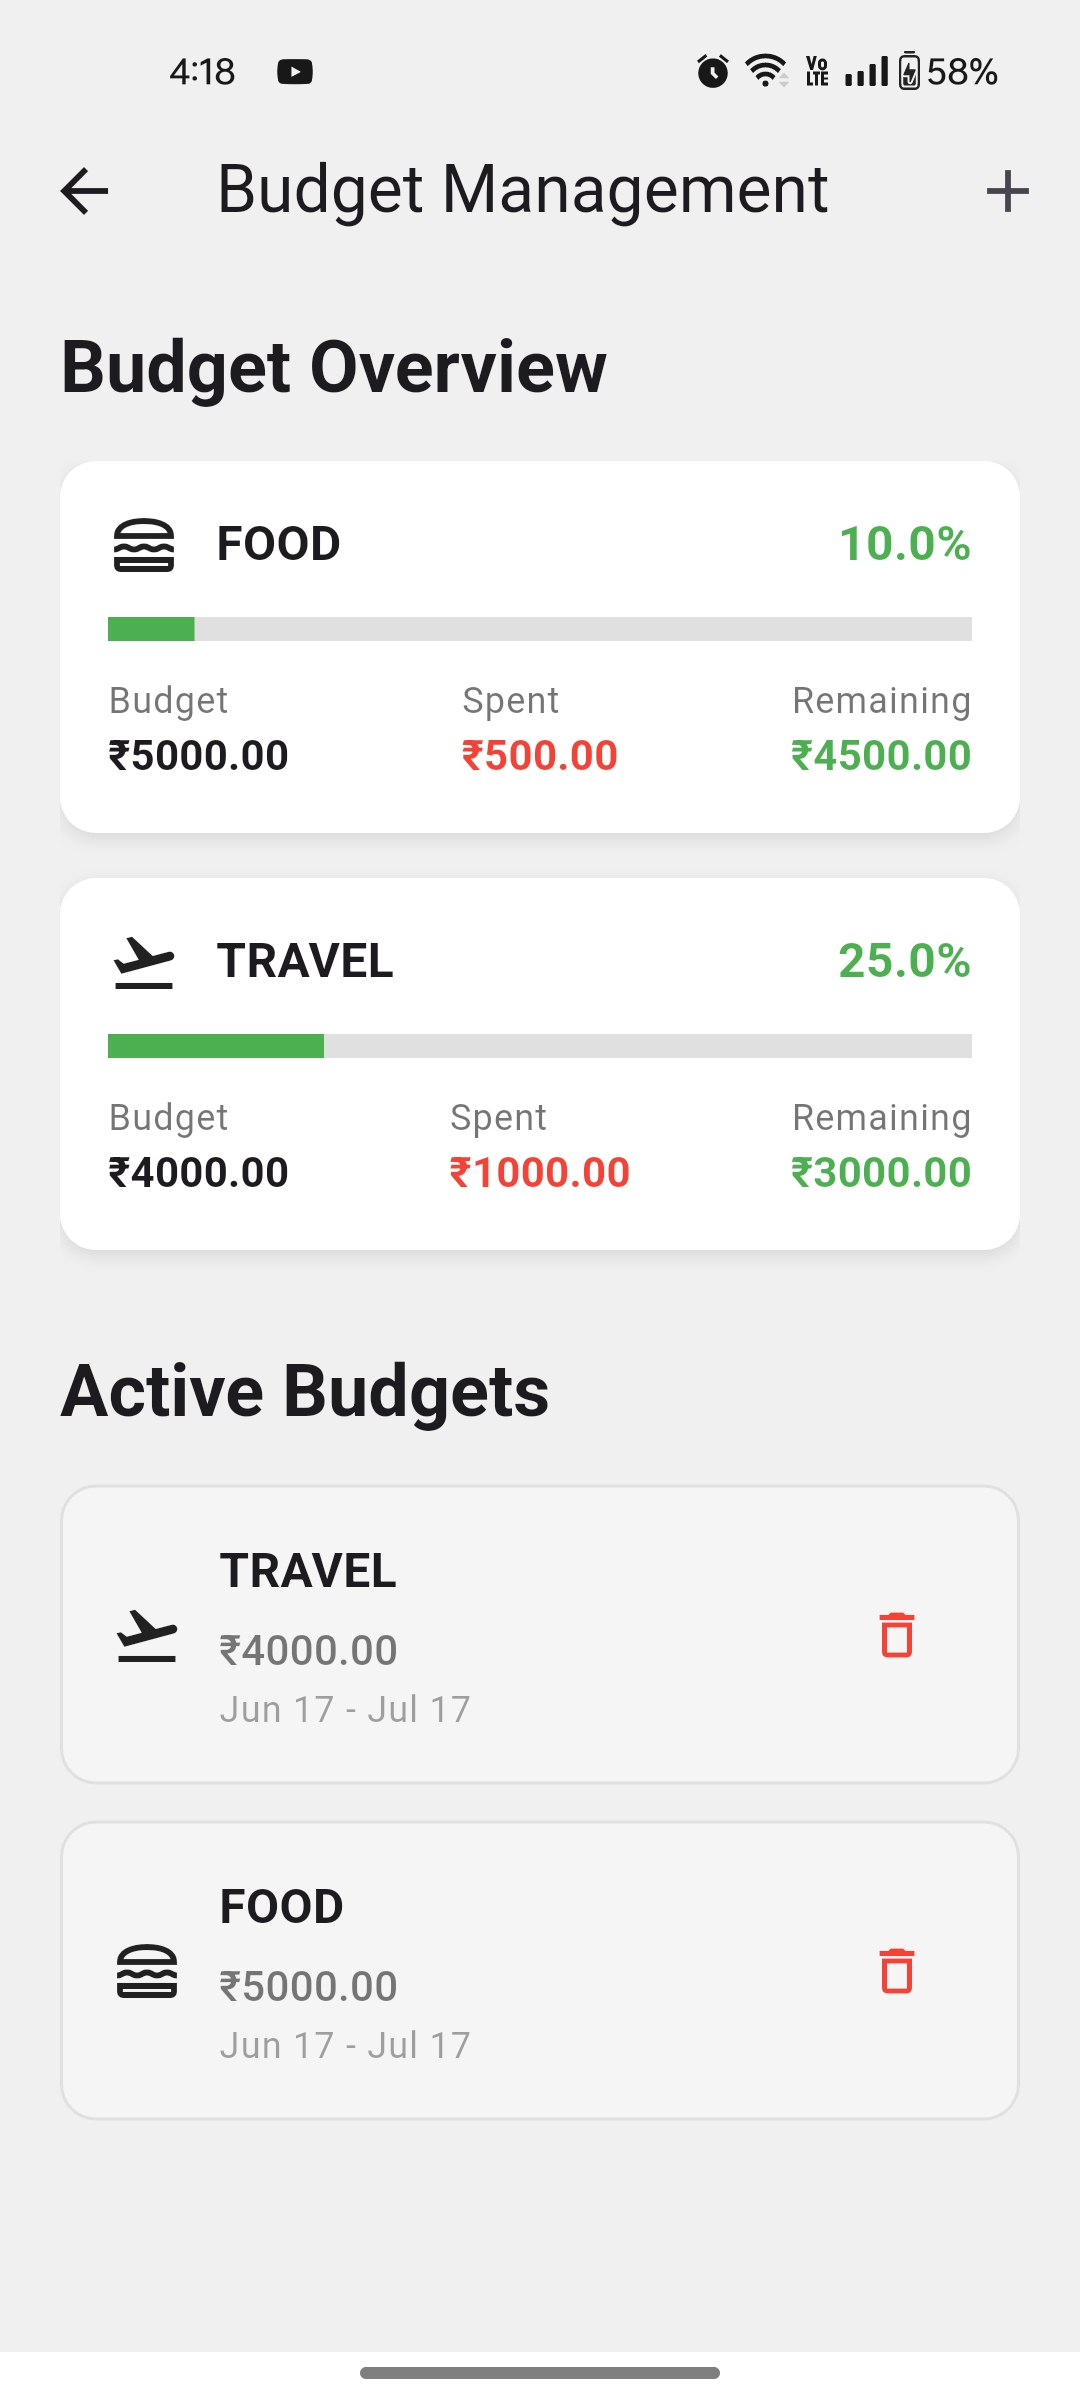 4:18 Vo LTE 58%
Budget Management
Budget Overview
FOOD 10.0%
Budget Spent Remaining
₹5000.00 ₹500.00 ₹4500.00
TRAVEL 25.0%
Budget Spent Remaining
₹4000.00 ₹1000.00 ₹3000.00
Active Budgets
TRAVEL
₹4000.00
Jun 17 - Jul 17
FOOD
₹5000.00
Jun 17 - Jul 17